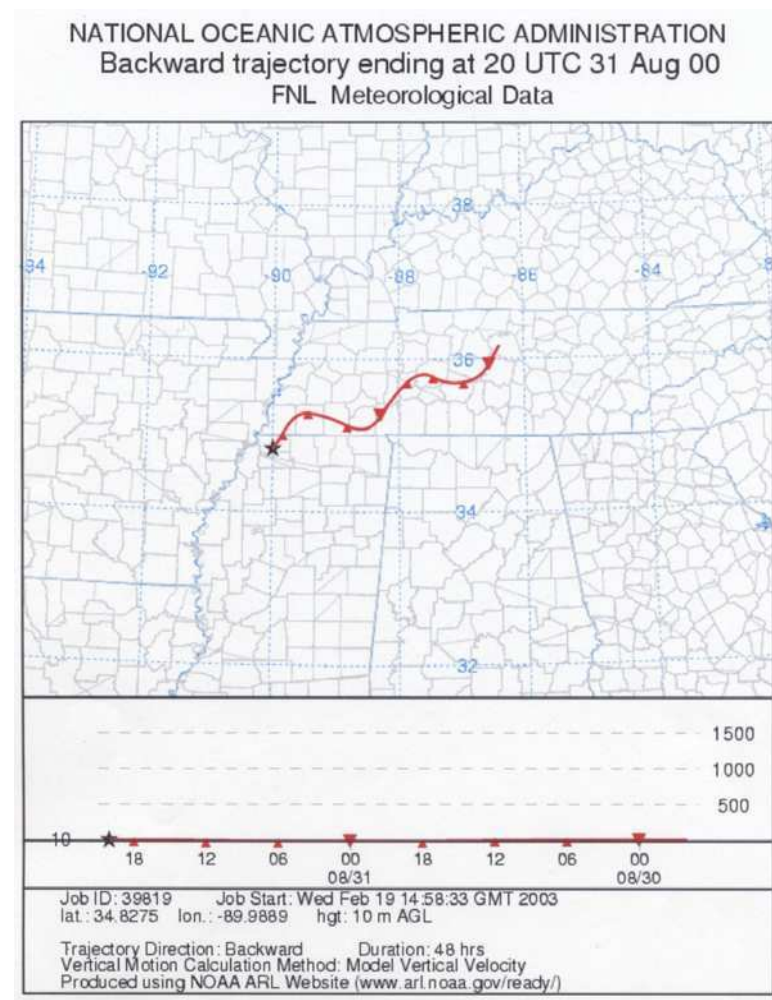 NATIONAL OCEANIC ATMOSPHERIC ADMINISTRATION
Backward trajectory ending at 20 UTC 31 Aug 00
FNL Meteorological Data
38
-94 -92 -90 -88 -86 -84
36
34
32
1500
1000
500
10
18 12 06 00 18 12 06 00
08/31 08/30
Job ID: 39819 Job Start: Wed Feb 19 14:58:33 GMT 2003
lat.: 34.8275 lon.: -89.9889 hgt: 10 m AGL
Trajectory Direction: Backward Duration: 48 hrs
Vertical Motion Calculation Method: Model Vertical Velocity
Produced using NOAA ARL Website (www.arl.noaa.gov/ready/)